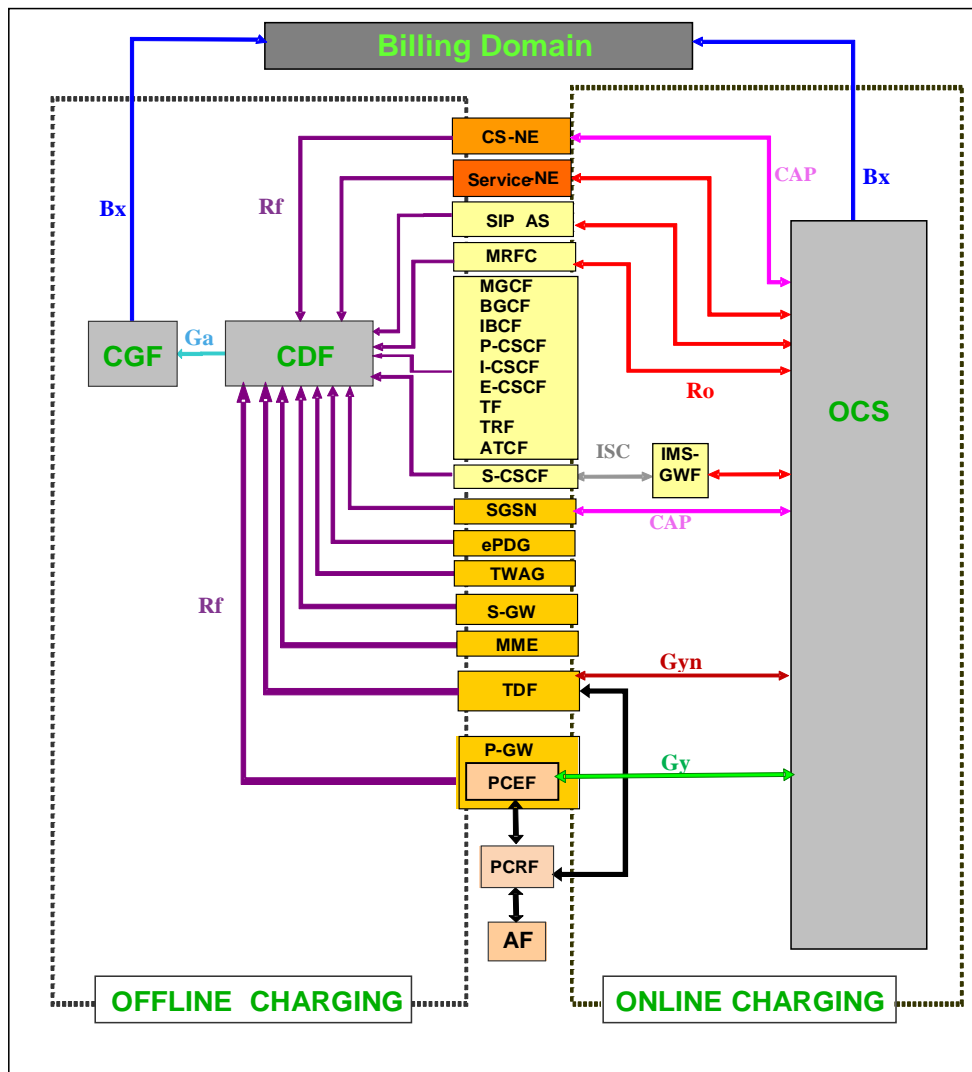 Billing Domain
CS-NE
CAP
Service-NE
Bx
Rf
Bx
SIP AS
MRFC
MGCF
BGCF
IBCF
P-CSCF
I-CSCF
E-CSCF
TF
TRF
ATCF
Ga
CGF
CDF
Ro
OCS
ISC
IMS-
GWF
S-CSCF
SGSN
CAP
ePDG
TWAG
Rf
S-GW
MME
Gyn
TDF
P-GW
Gy
PCEF
PCRF
AF
OFFLINE CHARGING
ONLINE CHARGING